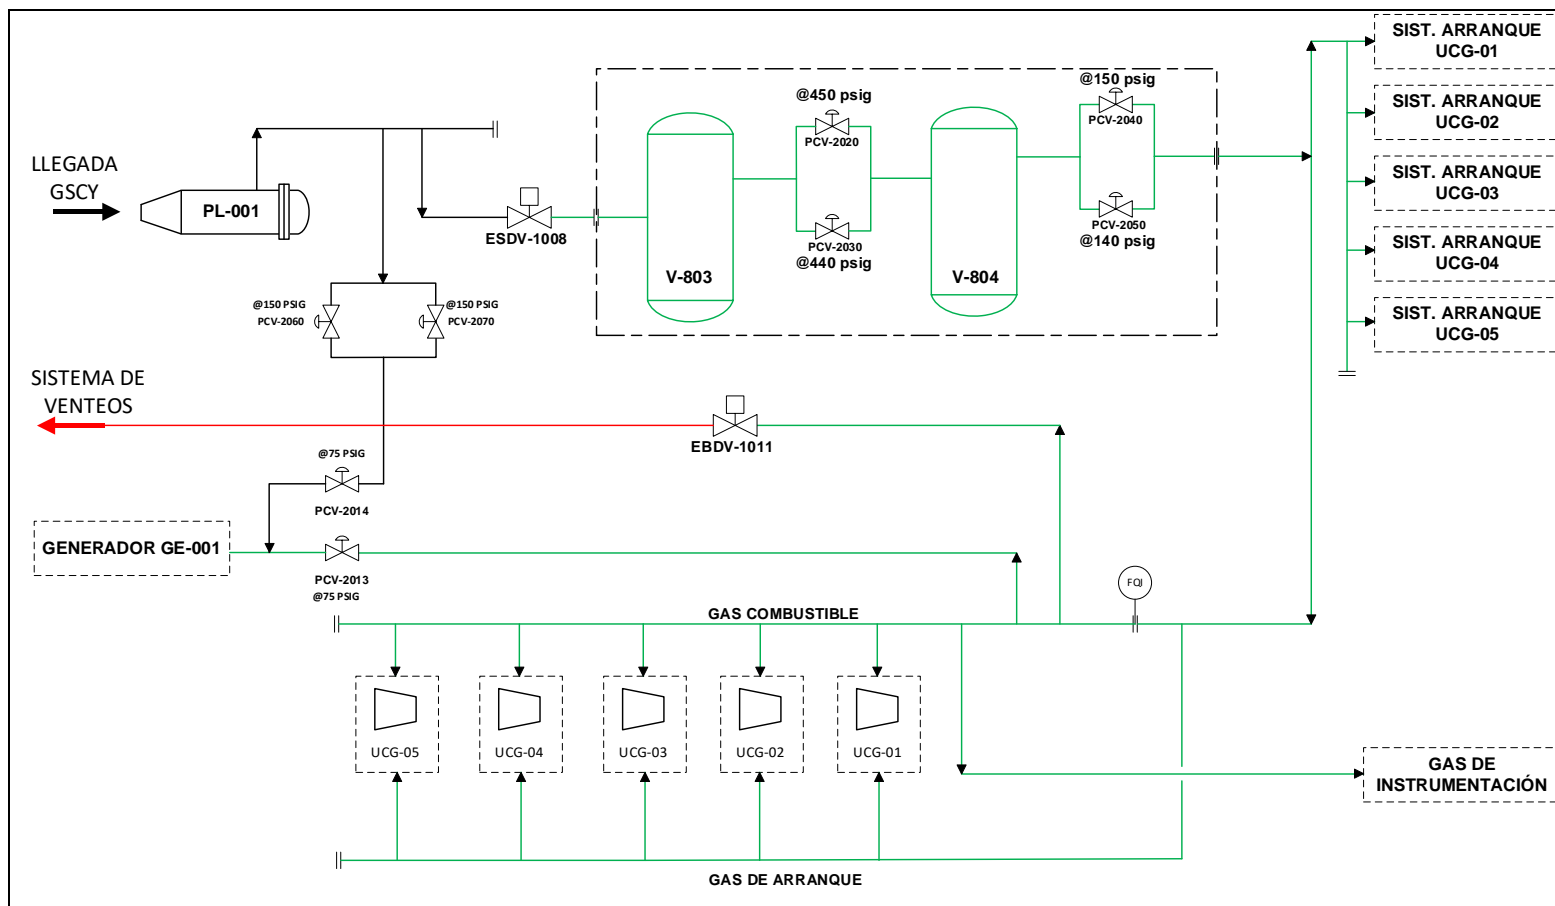 SIST. ARRANQUE
UCG-01
@450 psig
@150 psig
SIST. ARRANQUE
UCG-02
PCV-2020
PCV-2040
LLEGADA
GSCY
PL-001
SIST. ARRANQUE
UCG-03
ESDV-1008
PCV-2030
@440 psig
PCV-2050
@140 psig
SIST. ARRANQUE
UCG-04
V-803
V-804
@150 PSIG
PCV-2060
@150 PSIG
PCV-2070
SIST. ARRANQUE
UCG-05
SISTEMA DE
VENTEOS
EBDV-1011
@75 PSIG
PCV-2014
GENERADOR GE-001
PCV-2013
@75 PSIG
FQI
GAS COMBUSTIBLE
UCG-05
UCG-04
UCG-03
UCG-02
UCG-01
GAS DE
INSTRUMENTACIÓN
GAS DE ARRANQUE